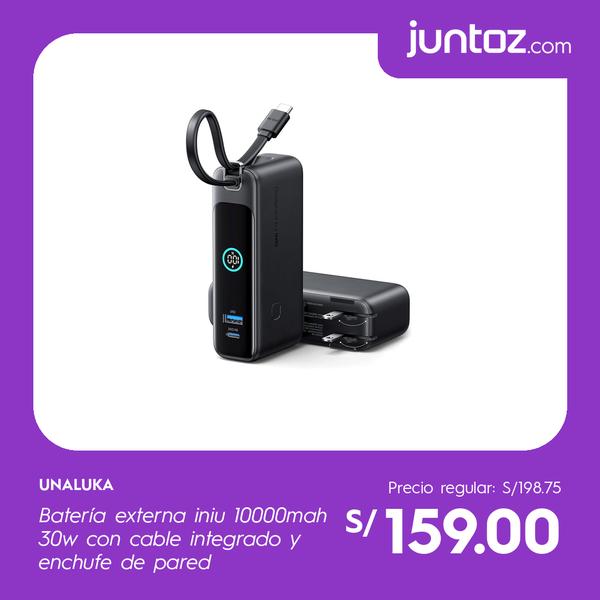 juntoz.com
100
UNALUKA
Batería externa iniu 10000mah
30w con cable integrado y
enchufe de pared
Precio regular: S/198.75
S/159.00